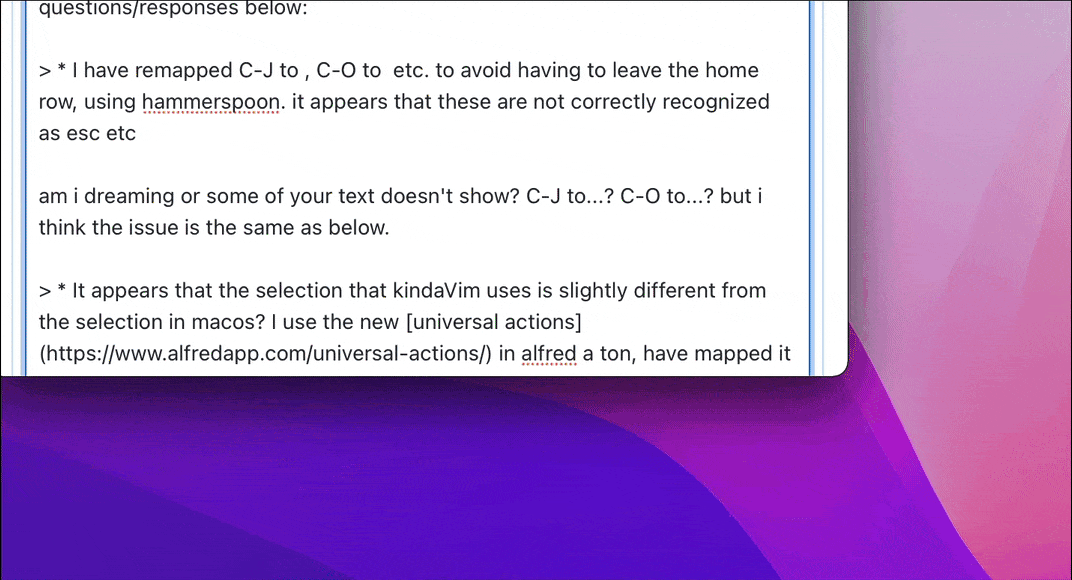 questions/responses below:
> * I have remapped C-J to , C-O to  etc. to avoid having to leave the home
row, using hammerspoon. it appears that these are not correctly recognized
as esc etc
am i dreaming or some of your text doesn't show? C-J to...? C-O to...? but i
think the issue is the same as below.
> * It appears that the selection that kindaVim uses is slightly different from
the selection in macos? I use the new [universal actions]
(https://www.alfredapp.com/universal-actions/) in alfred a ton, have mapped it